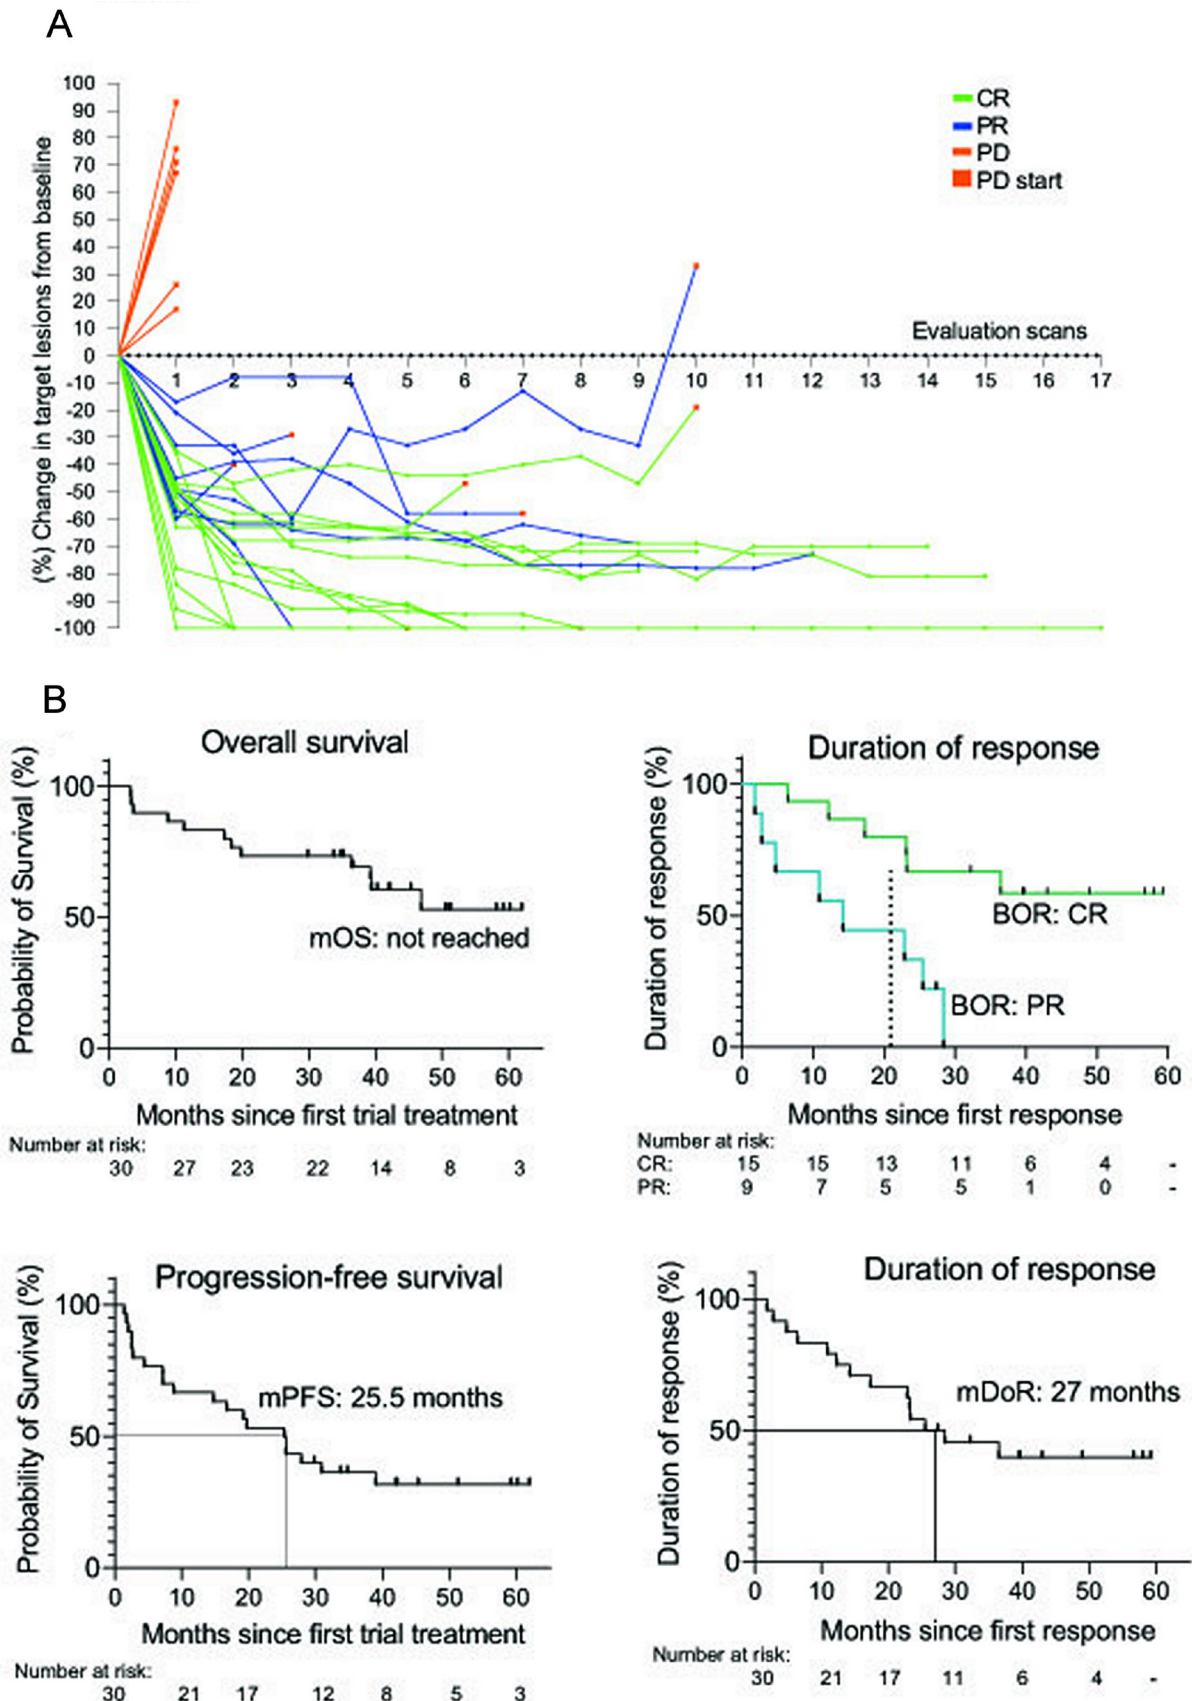 A
(%) Change in target lesions from baseline
100
90
80
70
60
50
40
30
20
10
0
-10
-20
-30
-40
-50
-60
-70
-80
-90
-100
CR
PR
PD
PD start
Evaluation scans
1 2 3 4 5 6 7 8 9 10 11 12 13 14 15 16 17
B
Overall survival
Probability of Survival (%)
100
50
0
mOS: not reached
0 10 20 30 40 50 60
Months since first trial treatment
Number at risk:
30 27 23 22 14 8 3
Duration of response
Duration of response (%)
100
50
0
BOR: CR
BOR: PR
0 10 20 30 40 50 60
Months since first response
Number at risk:
CR: 15 15 13 11 6 4 -
PR: 9 7 5 5 1 0 -
Progression-free survival
Probability of Survival (%)
100
50
0
mPFS: 25.5 months
0 10 20 30 40 50 60
Months since first trial treatment
Number at risk:
30 21 17 12 8 5 3
Duration of response
Duration of response (%)
100
50
0
mDoR: 27 months
0 10 20 30 40 50 60
Months since first response
Number at risk:
30 21 17 11 6 4 -